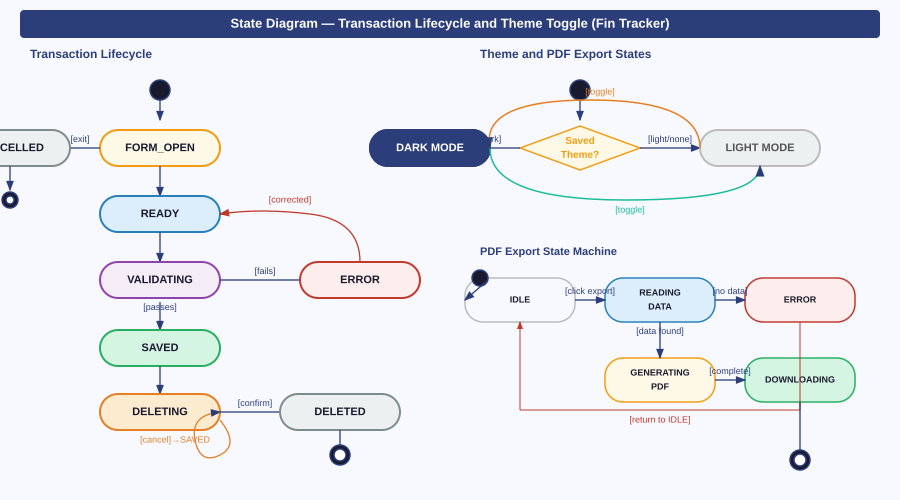 State Diagram — Transaction Lifecycle and Theme Toggle (Fin Tracker)
Transaction Lifecycle
CELLED
[exit]
FORM_OPEN
READY
[corrected]
VALIDATING
[fails]
ERROR
[passes]
SAVED
DELETING
[confirm]
DELETED
[cancel]→SAVED
Theme and PDF Export States
[toggle]
DARK MODE
rk]
Saved
Theme?
[light/none]
LIGHT MODE
[toggle]
PDF Export State Machine
IDLE
[click export]
READING
DATA
[no data]
ERROR
[data found]
GENERATING
PDF
[complete]
DOWNLOADING
[return to IDLE]